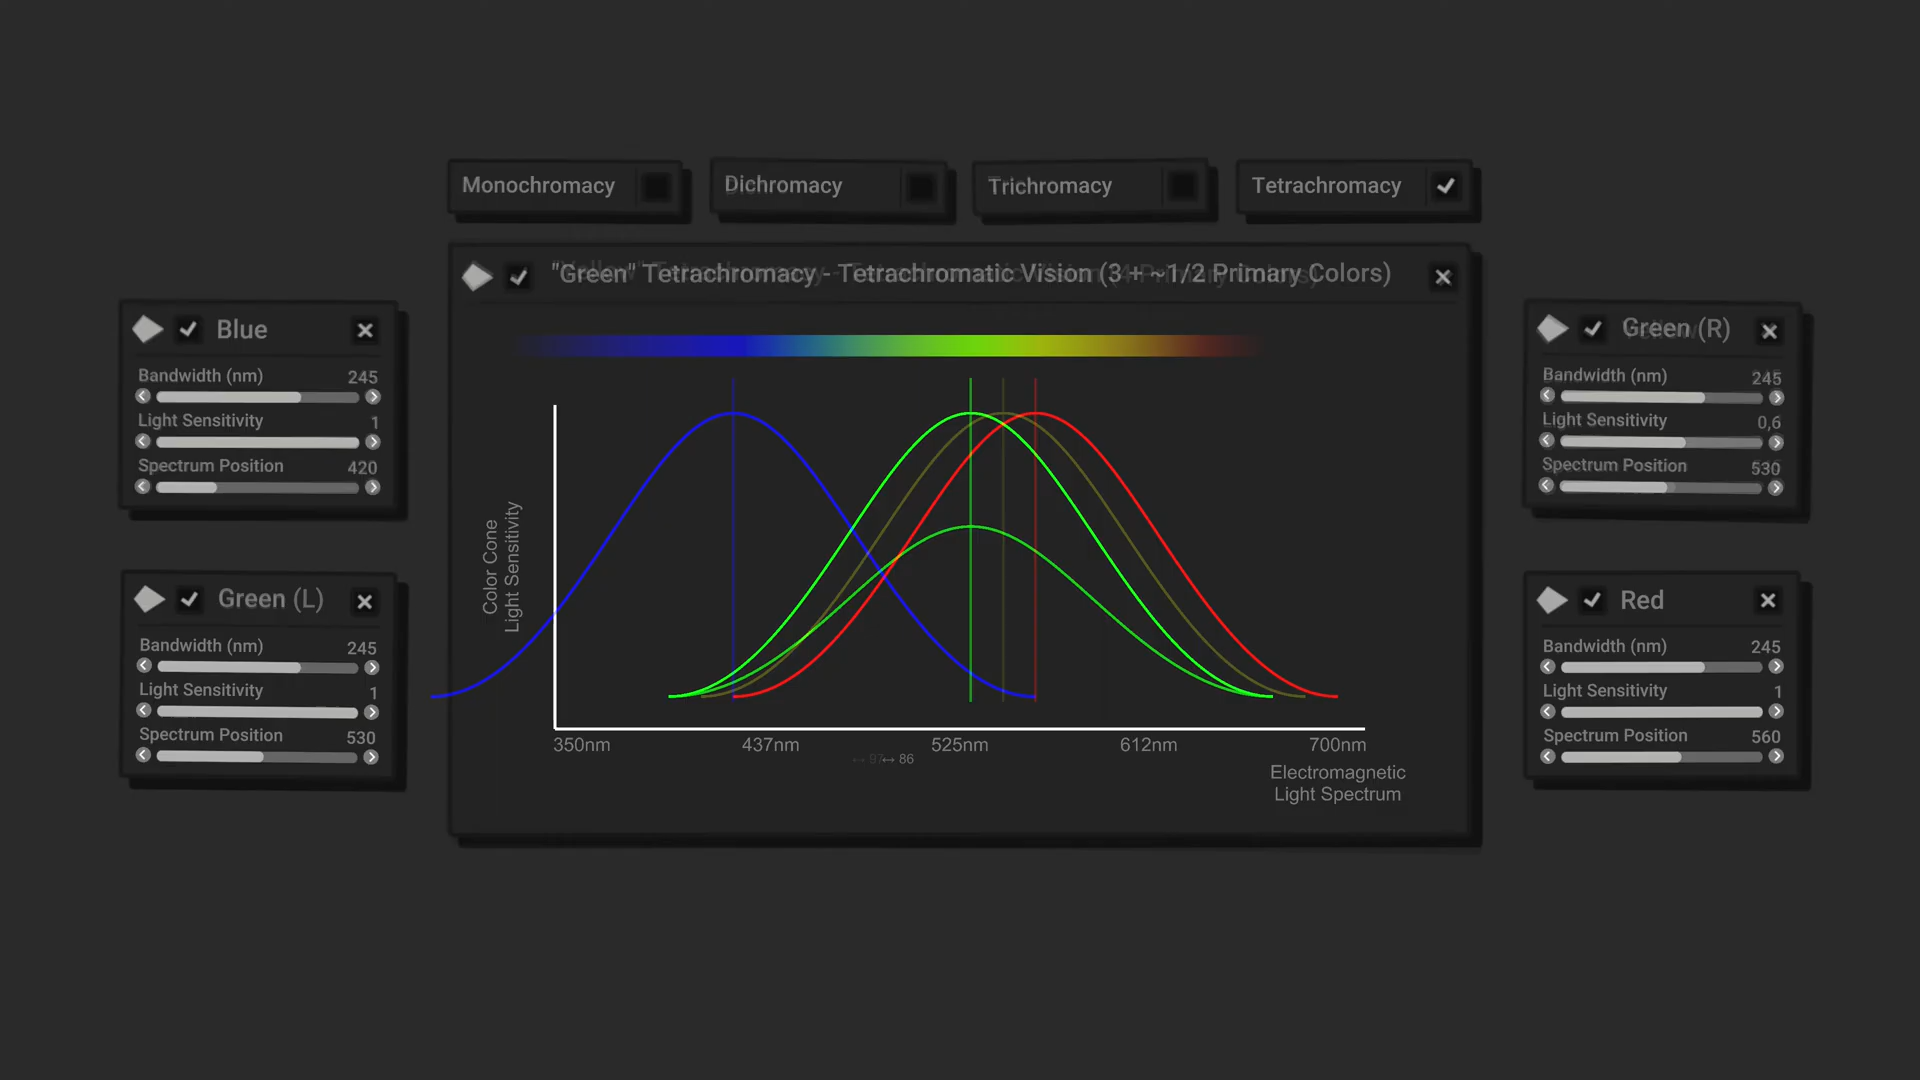 Monochromacy
Dichromacy
Trichromacy
Tetrachromacy
"Green" Tetrachromacy - Tetrachromatic Vision (3 + ~1/2 Primary Colors)
Blue
Bandwidth (nm) 245
Light Sensitivity 1
Spectrum Position 420
Green (L)
Bandwidth (nm) 245
Light Sensitivity 1
Spectrum Position 530
Color Cone
Light Sensitivity
350nm 437nm 525nm 612nm 700nm
↔ 97 ↔ 86
Electromagnetic
Light Spectrum
Green (R)
Bandwidth (nm) 245
Light Sensitivity 0,6
Spectrum Position 530
Red
Bandwidth (nm) 245
Light Sensitivity 1
Spectrum Position 560